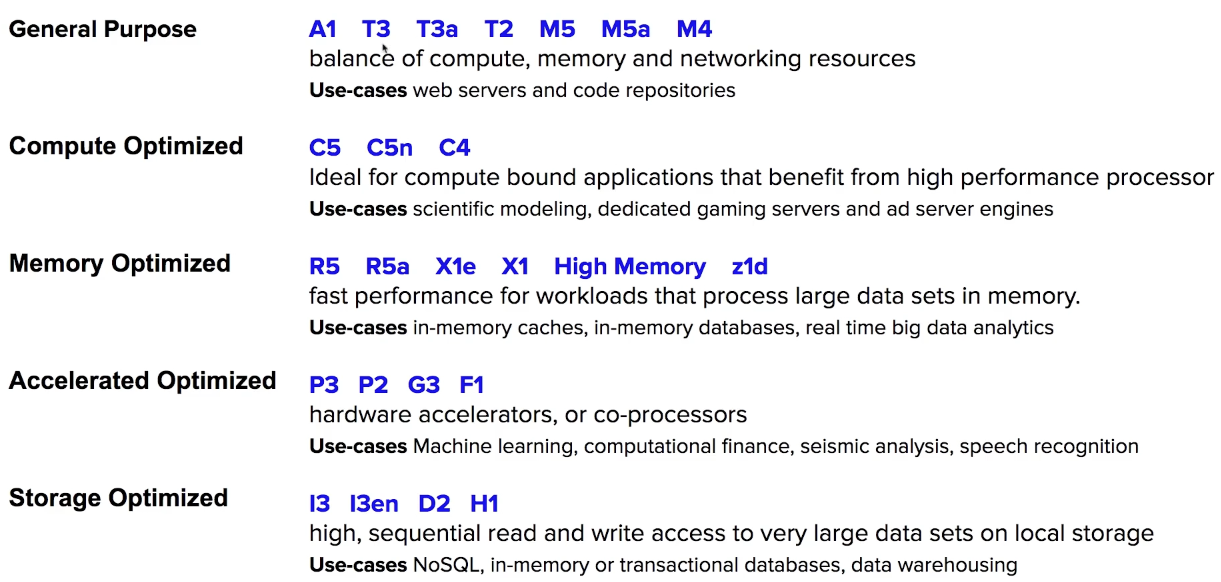 General Purpose
A1 T3 T3a T2 M5 M5a M4
balance of compute, memory and networking resources
Use-cases web servers and code repositories
Compute Optimized
C5 C5n C4
Ideal for compute bound applications that benefit from high performance processor
Use-cases scientific modeling, dedicated gaming servers and ad server engines
Memory Optimized
R5 R5a X1e X1 High Memory z1d
fast performance for workloads that process large data sets in memory.
Use-cases in-memory caches, in-memory databases, real time big data analytics
Accelerated Optimized
P3 P2 G3 F1
hardware accelerators, or co-processors
Use-cases Machine learning, computational finance, seismic analysis, speech recognition
Storage Optimized
I3 I3en D2 H1
high, sequential read and write access to very large data sets on local storage
Use-cases NoSQL, in-memory or transactional databases, data warehousing